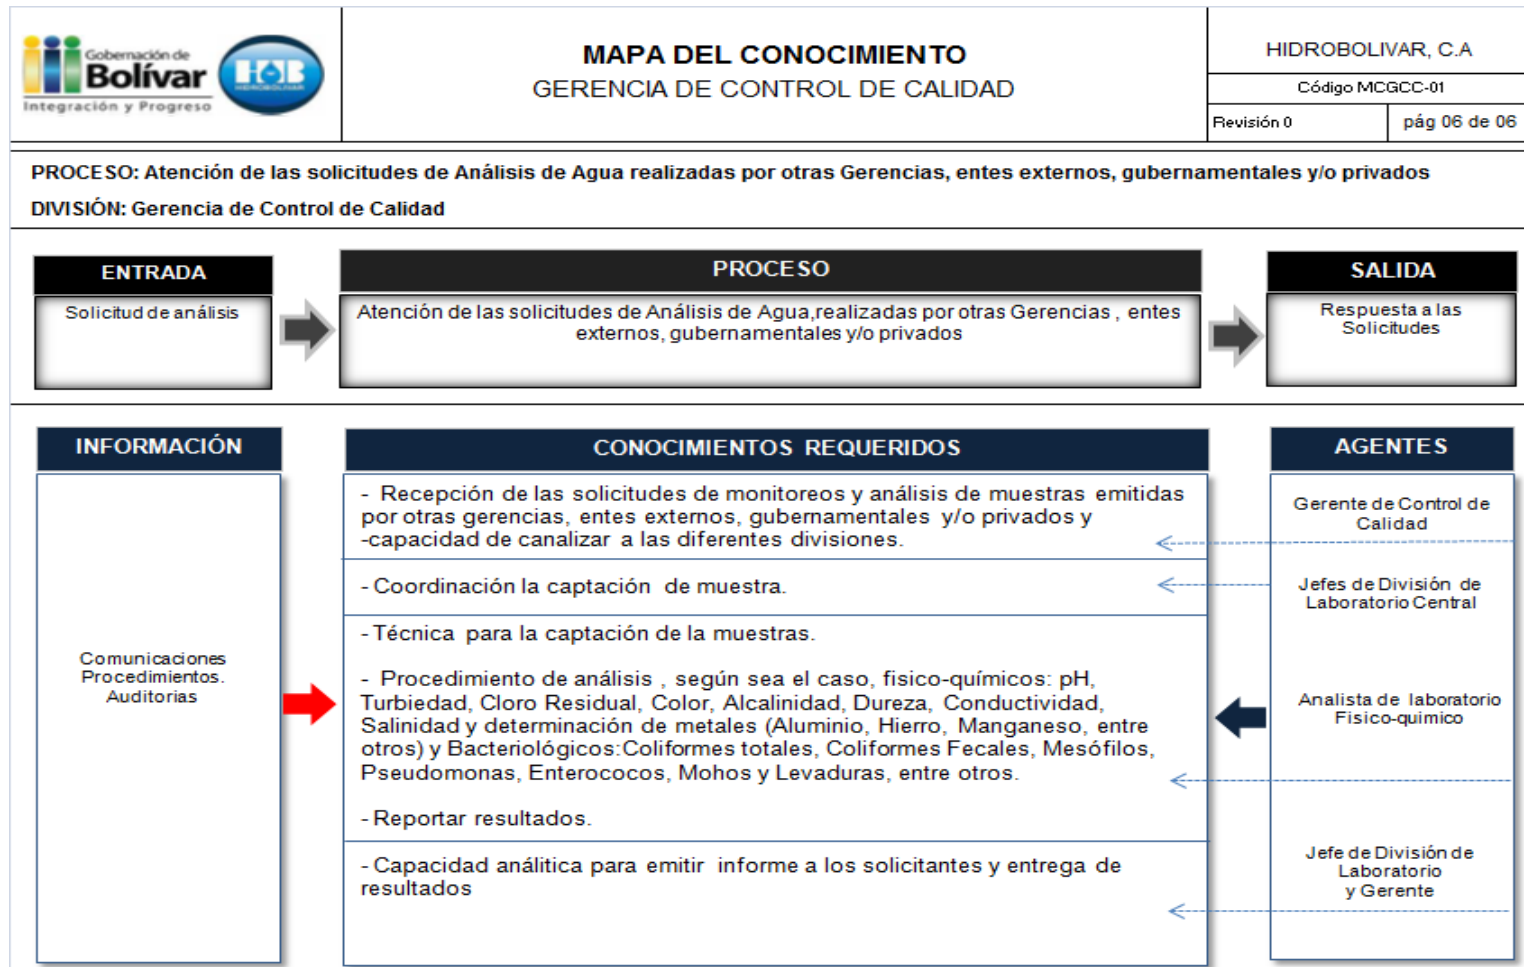 Gobernación de
Bolívar
Integración y Progreso
HOB
HIDROBOLIVAR
MAPA DEL CONOCIMIENTO
GERENCIA DE CONTROL DE CALIDAD
HIDROBOLIVAR, C.A
Código MCGCC-01
Revisión 0
pág 06 de 06
PROCESO: Atención de las solicitudes de Análisis de Agua realizadas por otras Gerencias, entes externos, gubernamentales y/o privados
DIVISIÓN: Gerencia de Control de Calidad
ENTRADA
Solicitud de análisis
PROCESO
Atención de las solicitudes de Análisis de Agua,realizadas por otras Gerencias , entes
externos, gubernamentales y/o privados
SALIDA
Respuesta a las
Solicitudes
INFORMACIÓN
Comunicaciones
Procedimientos.
Auditorias
CONOCIMIENTOS REQUERIDOS
- Recepción de las solicitudes de monitoreos y análisis de muestras emitidas
por otras gerencias, entes externos, gubernamentales y/o privados y
-capacidad de canalizar a las diferentes divisiones.
- Coordinación la captación de muestra.
- Técnica para la captación de la muestras.
- Procedimiento de análisis , según sea el caso, fisico-químicos: pH,
Turbiedad, Cloro Residual, Color, Alcalinidad, Dureza, Conductividad,
Salinidad y determinación de metales (Aluminio, Hierro, Manganeso, entre
otros) y Bacteriológicos:Coliformes totales, Coliformes Fecales, Mesófilos,
Pseudomonas, Enterococos, Mohos y Levaduras, entre otros.
- Reportar resultados.
- Capacidad análitica para emitir informe a los solicitantes y entrega de
resultados
AGENTES
Gerente de Control de
Calidad
Jefes de División de
Laboratorio Central
Analista de laboratorio
Fisico-quimico
Jefe de División de
Laboratorio
y Gerente